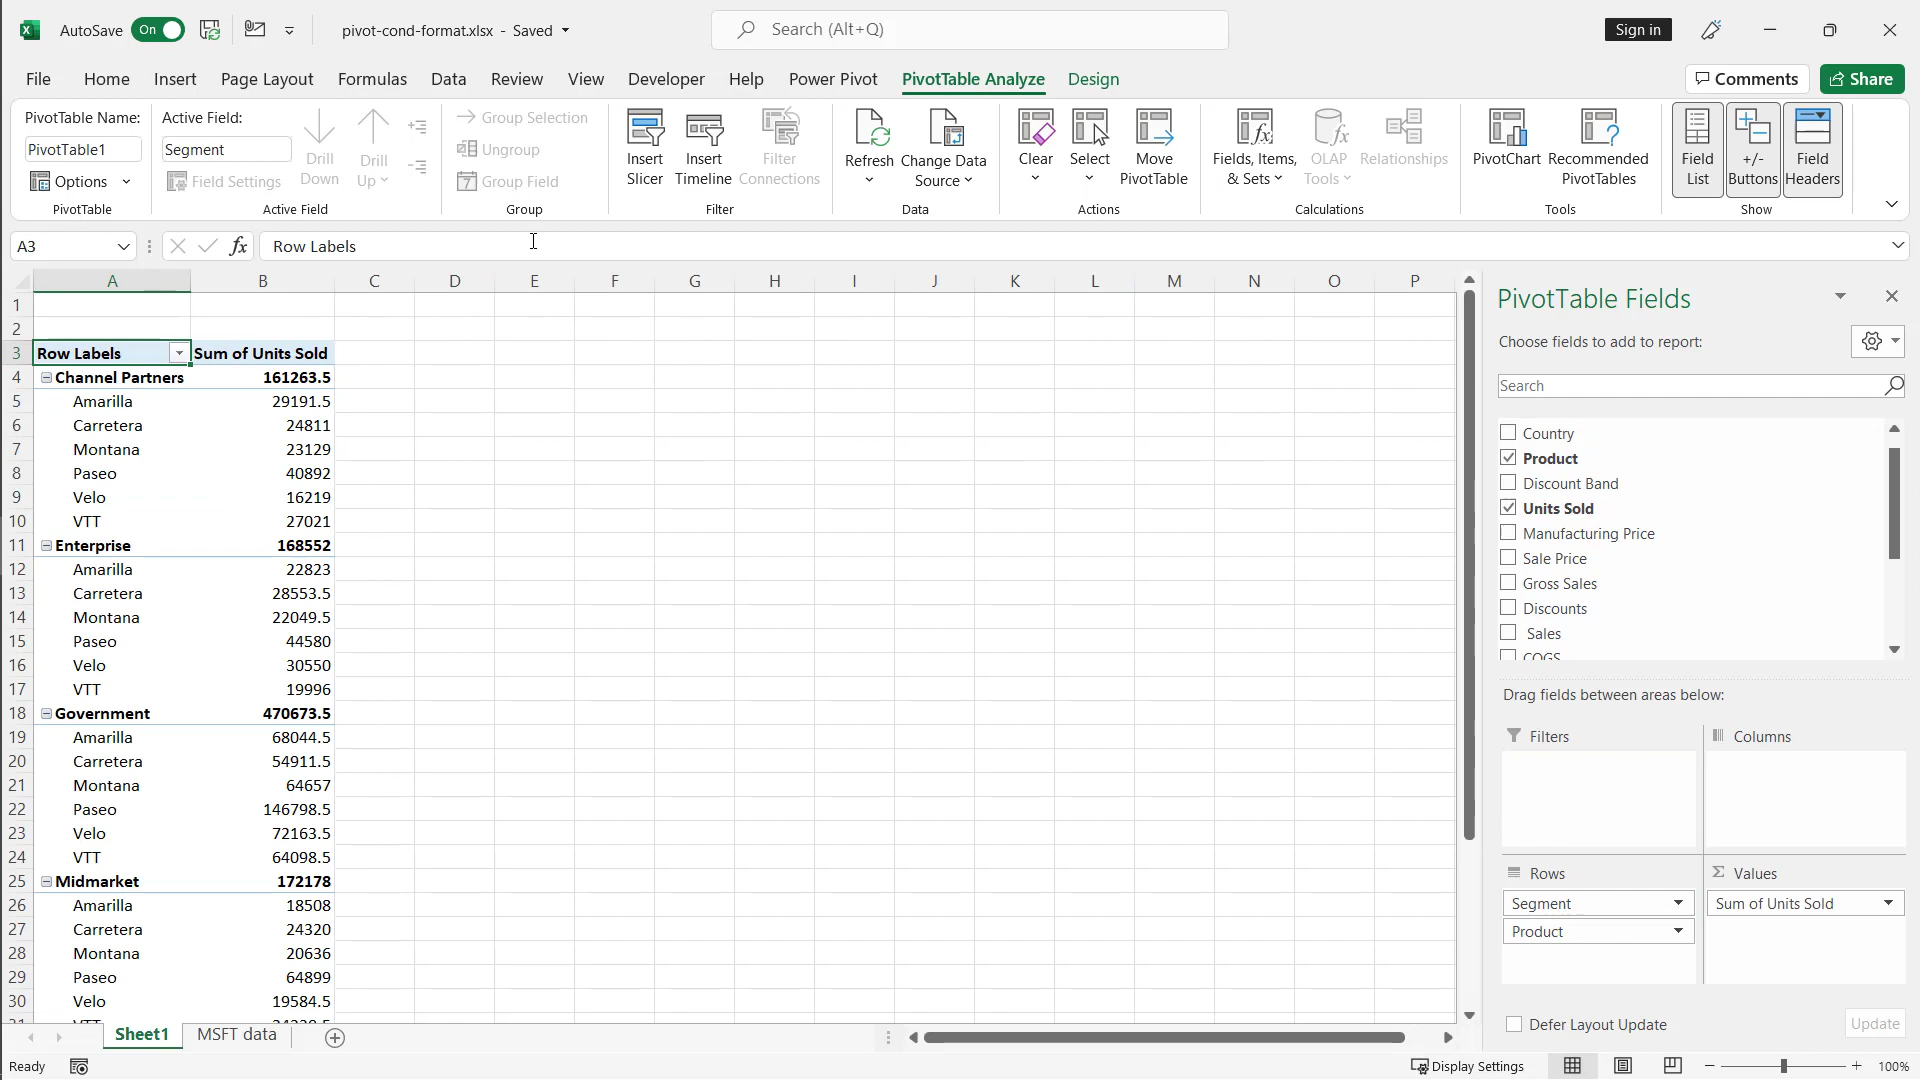 AutoSave On pivot-cond-format.xlsx - Saved Search (Alt+Q) Sign in
File Home Insert Page Layout Formulas Data Review View Developer Help Power Pivot PivotTable Analyze Design Comments Share
PivotTable Name:
PivotTable1
Options
PivotTable
Active Field:
Segment
Field Settings
Drill
Down
Drill
Up
Active Field
Group Selection
Ungroup
Group Field
Group
Insert
Slicer
Insert
Timeline
Filter
Connections
Filter
Refresh
Change Data
Source
Data
Clear
Select
Move
PivotTable
Actions
Fields, Items,
& Sets
OLAP
Tools
Relationships
Calculations
PivotChart
Recommended
PivotTables
Tools
Field
List
+/-
Buttons
Field
Headers
Show
A3 fx Row Labels
A B C D E F G H I J K L M N O P
1
2
3 Row Labels Sum of Units Sold
4 Channel Partners 161263.5
5 Amarilla 29191.5
6 Carretera 24811
7 Montana 23129
8 Paseo 40892
9 Velo 16219
10 VTT 27021
11 Enterprise 168552
12 Amarilla 22823
13 Carretera 28553.5
14 Montana 22049.5
15 Paseo 44580
16 Velo 30550
17 VTT 19996
18 Government 470673.5
19 Amarilla 68044.5
20 Carretera 54911.5
21 Montana 64657
22 Paseo 146798.5
23 Velo 72163.5
24 VTT 64098.5
25 Midmarket 172178
26 Amarilla 18508
27 Carretera 24320
28 Montana 20636
29 Paseo 64899
30 Velo 19584.5
PivotTable Fields
Choose fields to add to report:
Search
Country
Product
Discount Band
Units Sold
Manufacturing Price
Sale Price
Gross Sales
Discounts
Sales
COGS
Drag fields between areas below:
Filters
Columns
Rows
Segment
Product
Σ Values
Sum of Units Sold
Defer Layout Update Update
Sheet1 MSFT data
Ready Display Settings 100%